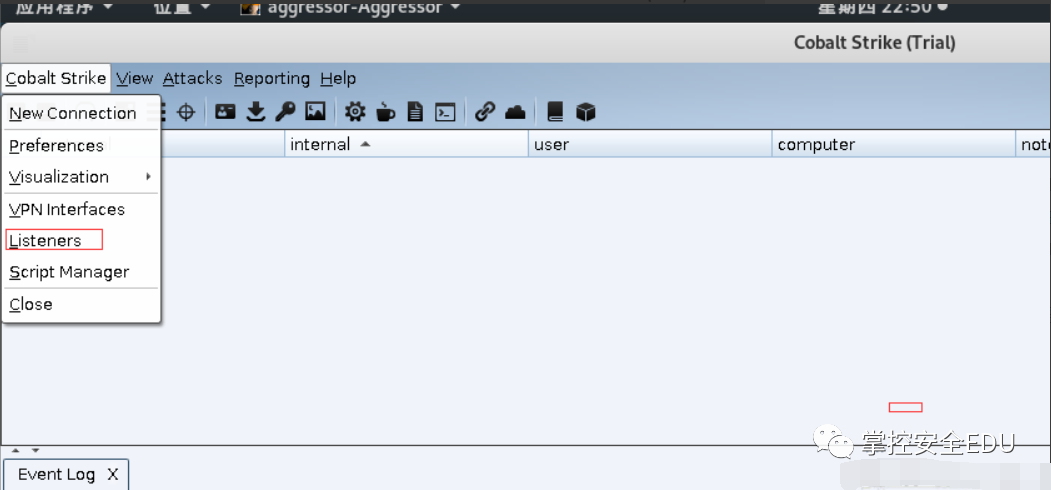 应用程序 位置 aggressor-Aggressor 星期四 22:50
Cobalt Strike (Trial)
Cobalt Strike View Attacks Reporting Help
New Connection
Preferences
Visualization
VPN Interfaces
Listeners
Script Manager
Close
internal user computer note
掌控安全EDU
Event Log X